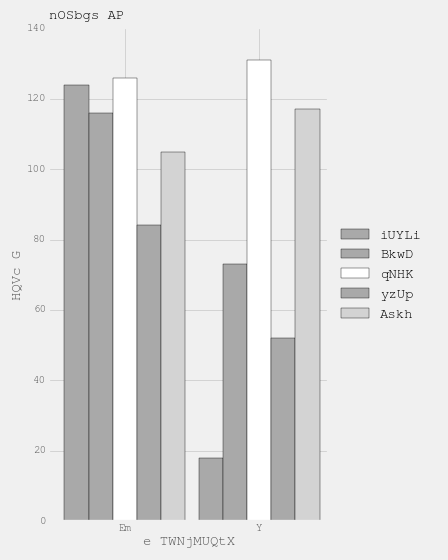 nOSbgs AP
140
120
100
80
60
40
20
0
HQVc G
Em
Y
e TWNjMUQtX
iUYLi
BkwD
qNHK
yzUp
Askh